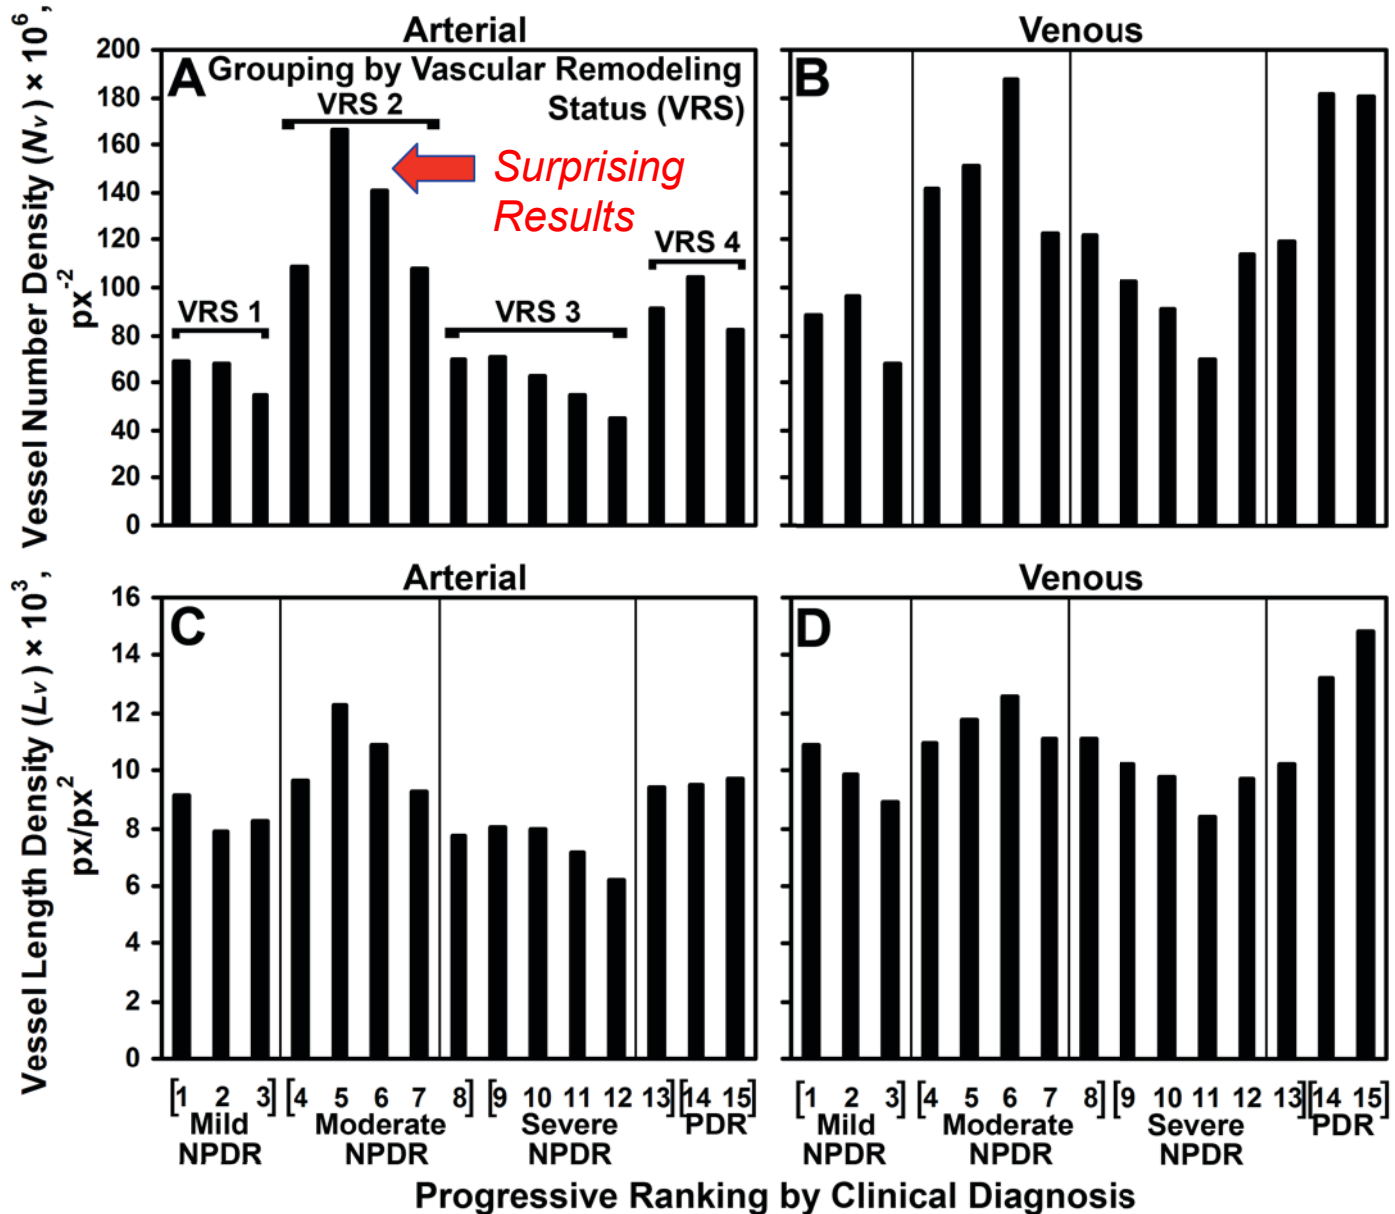 Arterial
Venous
Vessel Number Density (Nv) × 10⁶,
px⁻²
200
180
160
140
120
100
80
60
40
20
0
A
Grouping by Vascular Remodeling
Status (VRS)
VRS 1
VRS 2
VRS 3
VRS 4
Surprising
Results
B
Arterial
Venous
Vessel Length Density (Lv) × 10³,
px/px²
16
14
12
10
8
6
4
2
0
C
D
[1 2 3] [4 5 6 7 8] [9 10 11 12 13] [14 15]
Mild
NPDR
Moderate
NPDR
Severe
NPDR
PDR
[1 2 3] [4 5 6 7 8] [9 10 11 12 13] [14 15]
Mild
NPDR
Moderate
NPDR
Severe
NPDR
PDR
Progressive Ranking by Clinical Diagnosis